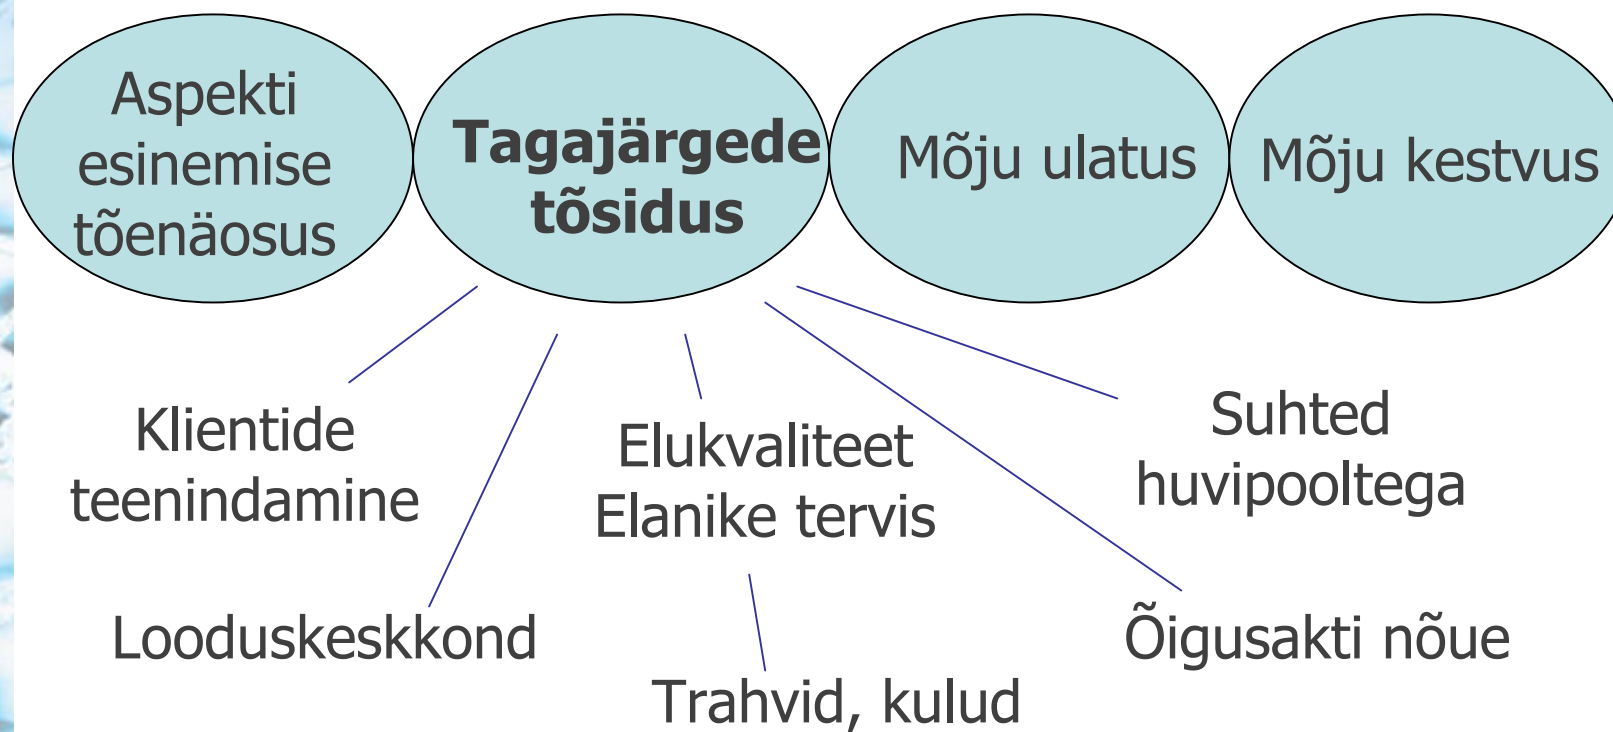 Aspekti
esinemise
tõenäosus
Tagajärgede
tõsidus
Mõju ulatus
Mõju kestvus
Klientide
teenindamine
Elukvaliteet
Elanike tervis
Suhted
huvipooltega
Looduskeskkond
Õigusakti nõue
Trahvid, kulud